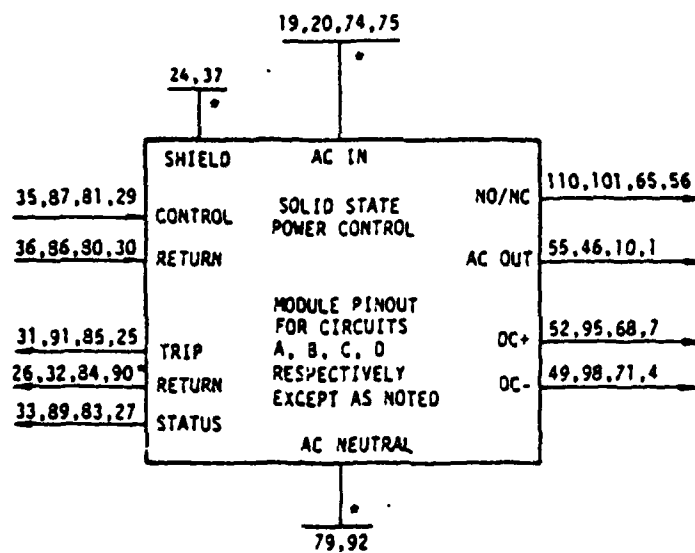 19,20,74,75
*
24,37
*
SHIELD
AC IN
35,87,81,29
CONTROL
SOLID STATE
POWER CONTROL
NO/NC
110,101,65,56
36,86,80,30
RETURN
AC OUT
55,46,10,1
31,91,85,25
TRIP
MODULE PINOUT
FOR CIRCUITS
A, B, C, D
RESPECTIVELY
EXCEPT AS NOTED
DC+
52,95,68,7
26,32,84,90*
RETURN
DC-
49,98,71,4
33,89,83,27
STATUS
AC NEUTRAL
*
79,92